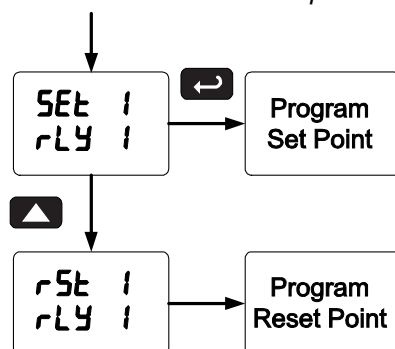 SEt 1
rLY 1
Program
Set Point
rSt 1
rLY 1
Program
Reset Point